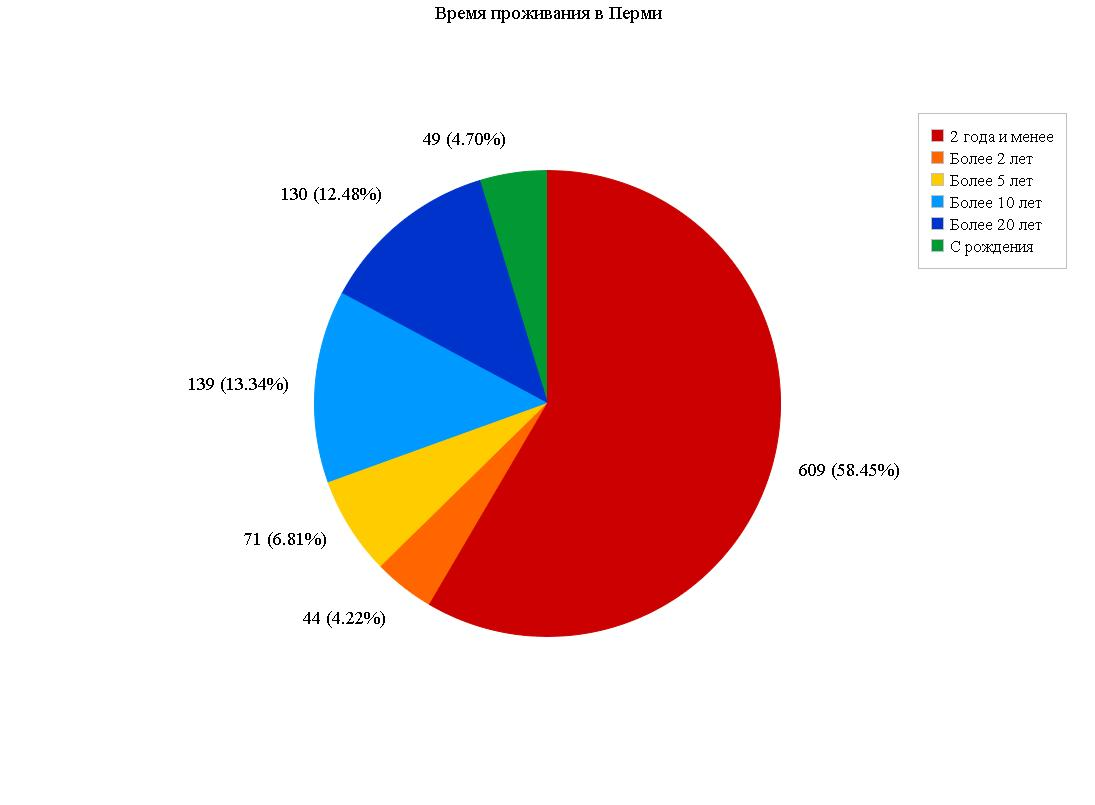 Время проживания в Перми
2 года и менее
Более 2 лет
Более 5 лет
Более 10 лет
Более 20 лет
С рождения
49 (4.70%)
130 (12.48%)
139 (13.34%)
609 (58.45%)
71 (6.81%)
44 (4.22%)